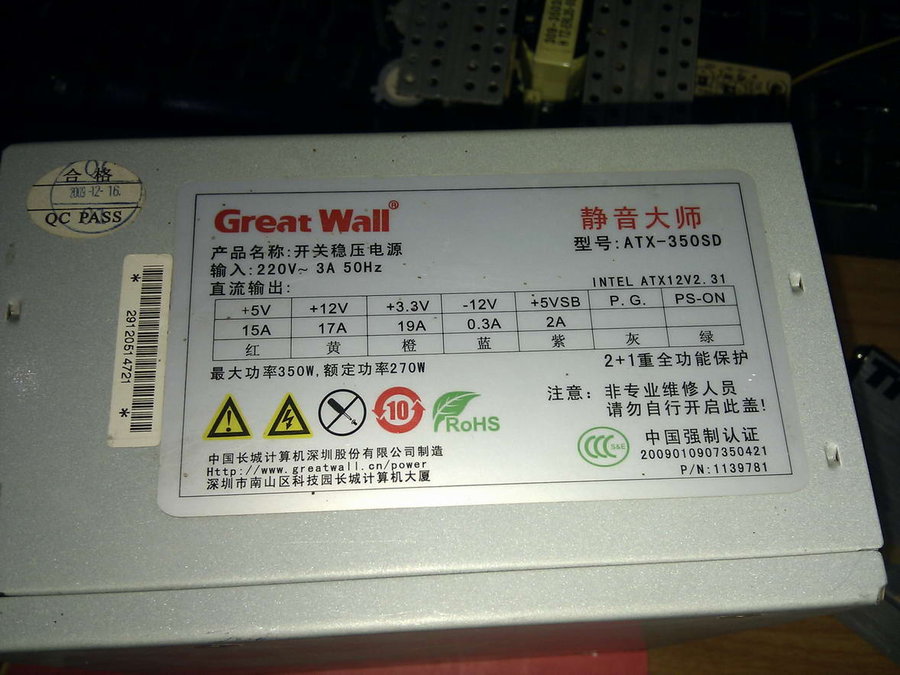 合格
2009-12-16
QC PASS
* 29120514721 *
Great Wall®
静音大师
产品名称:开关稳压电源
型号:ATX-350SD
输入:220V~ 3A 50Hz
直流输出:
INTEL ATX12V2.31
+5V +12V +3.3V -12V +5VSB P.G. PS-ON
15A 17A 19A 0.3A 2A
红 黄 橙 蓝 紫 灰 绿
最大功率350W,额定功率270W
2+1重全功能保护
注意: 非专业维修人员
请勿自行开启此盖!
10
RoHS
CCC S&E
中国强制认证
2009010907350421
P/N:1139781
中国长城计算机深圳股份有限公司制造
Http://www.greatwall.cn/power
深圳市南山区科技园长城计算机大厦